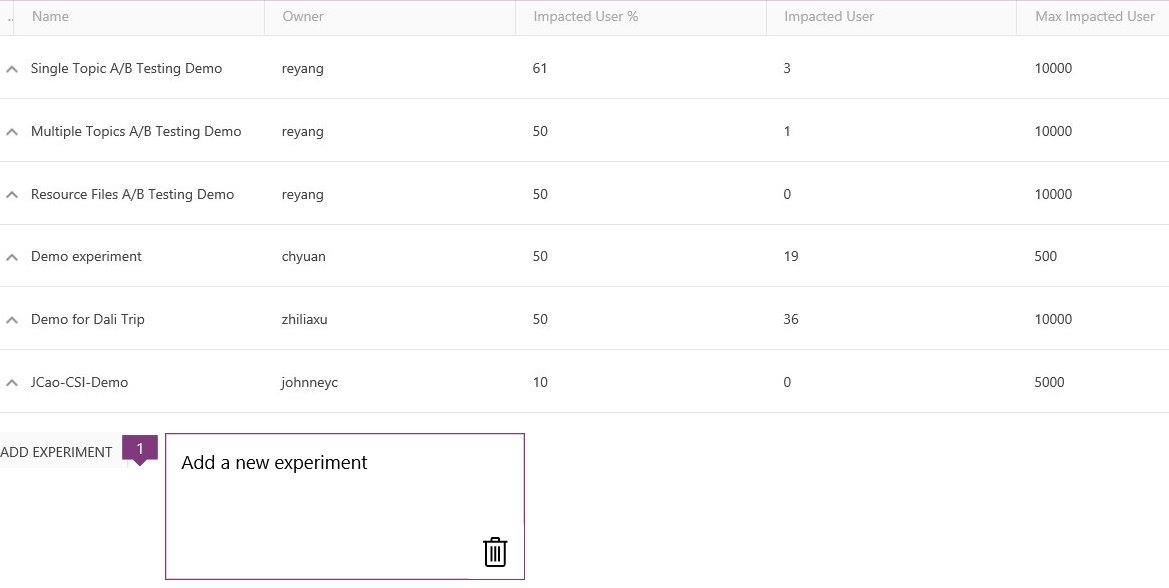 .. Name Owner Impacted User % Impacted User Max Impacted User
Single Topic A/B Testing Demo reyang 61 3 10000
Multiple Topics A/B Testing Demo reyang 50 1 10000
Resource Files A/B Testing Demo reyang 50 0 10000
Demo experiment chyuan 50 19 500
Demo for Dali Trip zhiliaxu 50 36 10000
JCao-CSI-Demo johnneyc 10 0 5000
ADD EXPERIMENT 1
Add a new experiment